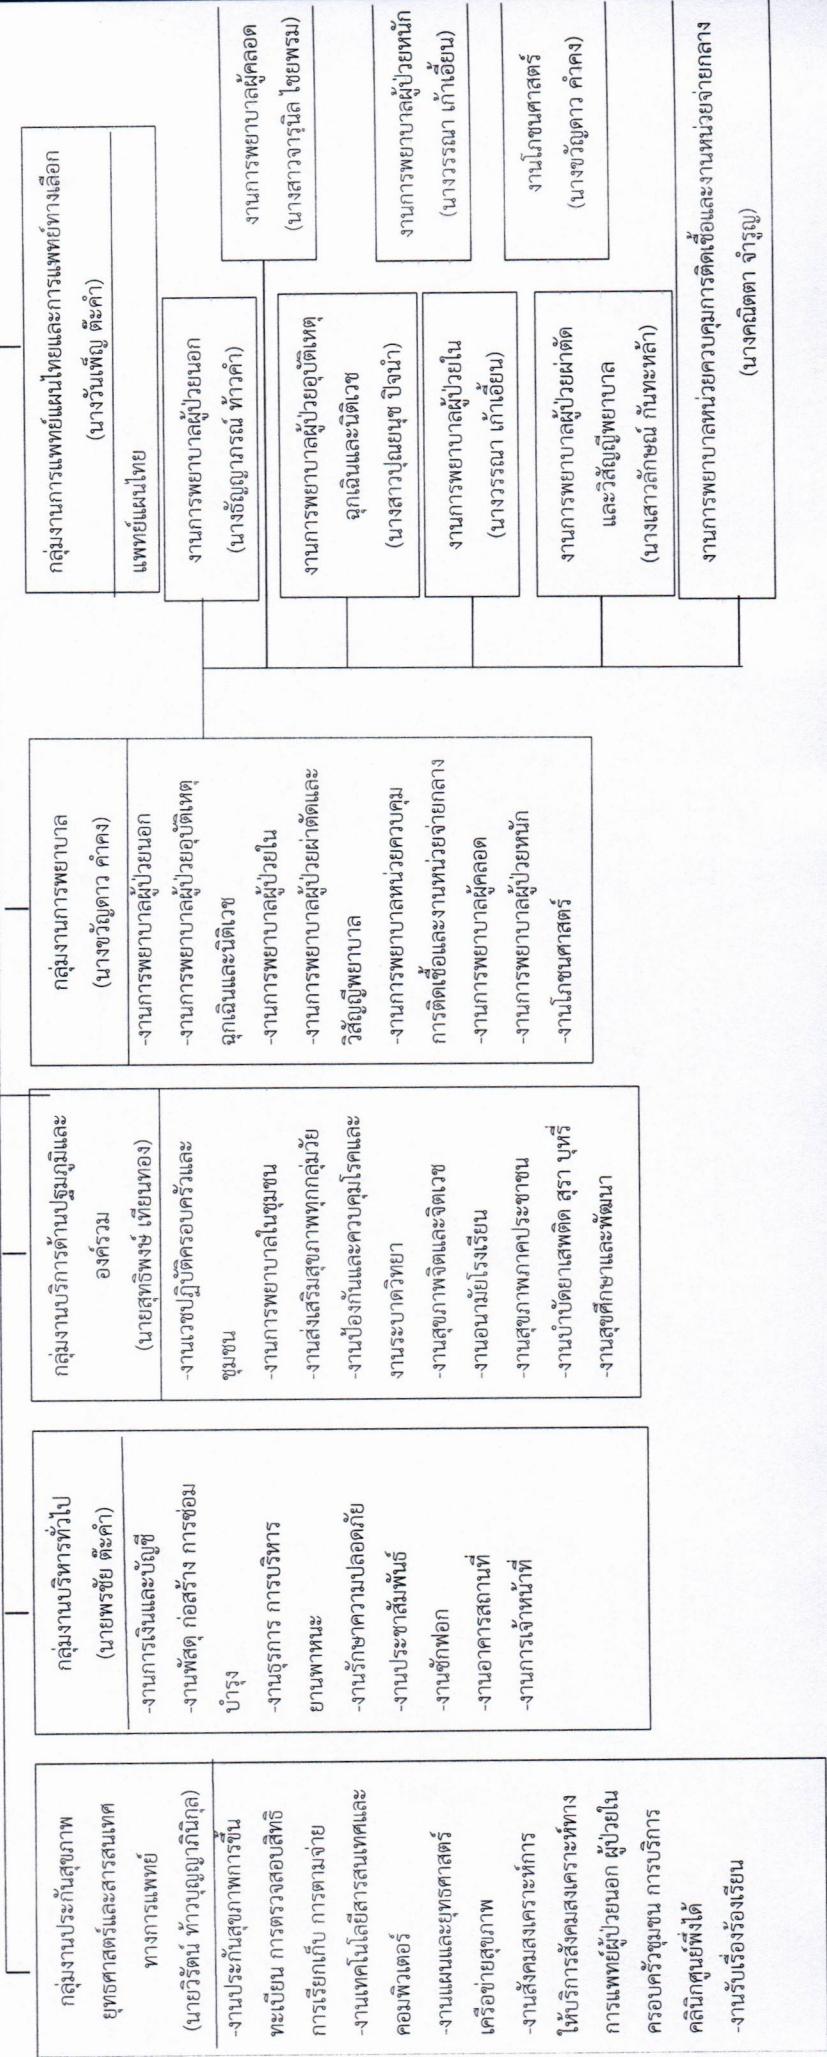 กลุ่มงานประกันสุขภาพ
ยุทธศาสตร์และสารสนเทศ
ทางการแพทย์
(นายวิรัตน์ ท้าวบุญญาภินิกุล)
-งานประกันสุขภาพการขึ้น
ทะเบียน การตรวจสอบสิทธิ
การเรียกเก็บ การตามจ่าย
-งานเทคโนโลยีสารสนเทศและ
คอมพิวเตอร์
-งานแผนและยุทธศาสตร์
เครือข่ายสุขภาพ
-งานสังคมสงเคราะห์การ
ให้บริการสังคมสงเคราะห์ทาง
การแพทย์ผู้ป่วยนอก ผู้ป่วยใน
ครอบครัวชุมชน การบริการ
คลินิกศูนย์พึ่งได้
-งานรับเรื่องร้องเรียน
กลุ่มงานบริหารทั่วไป
(นายพรชัย ต๊ะคำ)
-งานการเงินและบัญชี
-งานพัสดุ ก่อสร้าง การซ่อม
บำรุง
-งานธุรการ การบริหาร
ยานพาหนะ
-งานรักษาความปลอดภัย
-งานประชาสัมพันธ์
-งานซักฟอก
-งานอาคารสถานที่
-งานการเจ้าหน้าที่
กลุ่มงานบริการด้านปฐมภูมิและ
องค์รวม
(นายสุทธิพงษ์ เทียนทอง)
-งานเวชปฏิบัติครอบครัวและ
ชุมชน
-งานการพยาบาลในชุมชน
-งานส่งเสริมสุขภาพทุกกลุ่มวัย
-งานป้องกันและควบคุมโรคและ
งานระบาดวิทยา
-งานสุขภาพจิตและจิตเวช
-งานอนามัยโรงเรียน
-งานสุขภาพภาคประชาชน
-งานบำบัดยาเสพติด สุรา บุหรี่
-งานสุขศึกษาและพัฒนา
กลุ่มงานการพยาบาล
(นางขวัญดาว คำคง)
-งานการพยาบาลผู้ป่วยนอก
-งานการพยาบาลผู้ป่วยอุบัติเหตุ
ฉุกเฉินและนิติเวช
-งานการพยาบาลผู้ป่วยใน
-งานการพยาบาลผู้ป่วยผ่าตัดและ
วิสัญญีพยาบาล
-งานการพยาบาลหน่วยควบคุม
การติดเชื้อและงานหน่วยจ่ายกลาง
-งานการพยาบาลผู้คลอด
-งานการพยาบาลผู้ป่วยหนัก
-งานโภชนศาสตร์
กลุ่มงานการแพทย์แผนไทยและการแพทย์ทางเลือก
(นางวันเพ็ญ ต๊ะคำ)
แพทย์แผนไทย
งานการพยาบาลผู้ป่วยนอก
(นางธัญญาภรณ์ ท้าวคำ)
งานการพยาบาลผู้คลอด
(นางสาวจารุนิล ไชยพรม)
งานการพยาบาลผู้ป่วยอุบัติเหตุ
ฉุกเฉินและนิติเวช
(นางสาวปุณยนุช ปิจนำ)
งานการพยาบาลผู้ป่วยหนัก
(นางวรรณา เก้าเอี้ยน)
งานการพยาบาลผู้ป่วยใน
(นางวรรณา เก้าเอี้ยน)
งานโภชนศาสตร์
(นางขวัญดาว คำคง)
งานการพยาบาลผู้ป่วยผ่าตัด
และวิสัญญีพยาบาล
(นางเสาวลักษณ์ กันทะหล้า)
งานการพยาบาลหน่วยควบคุมการติดเชื้อและงานหน่วยจ่ายกลาง
(นางคณิตตา จำรูญ)